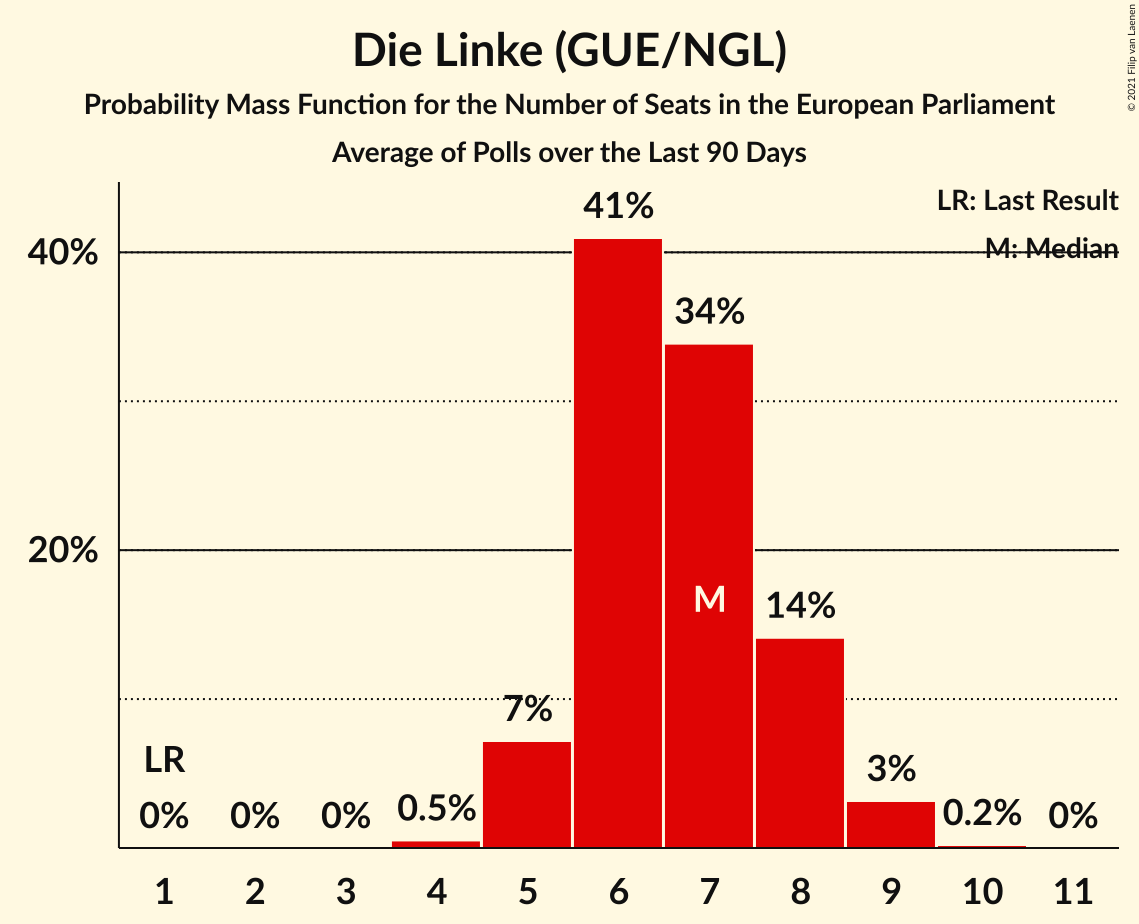 Die Linke (GUE/NGL)
Probability Mass Function for the Number of Seats in the European Parliament
Average of Polls over the Last 90 Days
© 2021 Filip van Laenen
LR: Last Result
M: Median
40%
20%
LR
0%
0%
0%
0.5%
7%
41%
34%
M
14%
3%
0.2%
0%
1 2 3 4 5 6 7 8 9 10 11